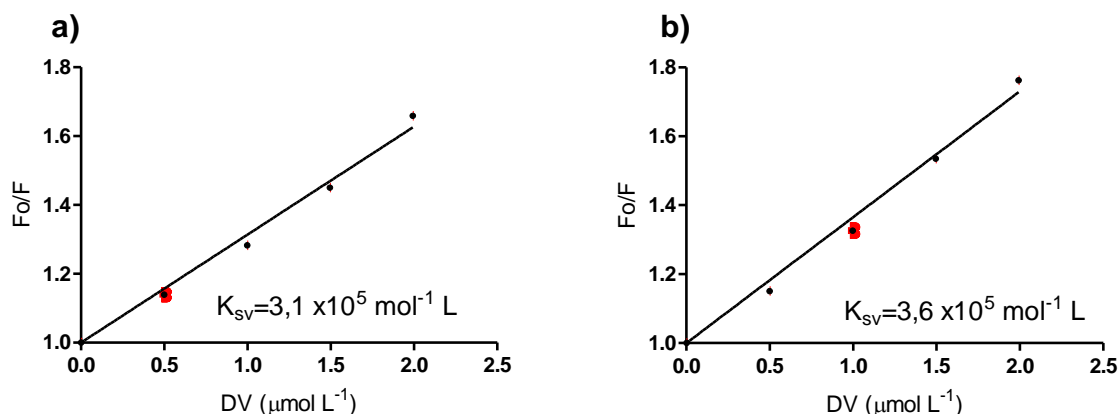 a)
1.8
1.6
1.4
1.2
1.0
Fo/F
K_sv=3,1 x10^5 mol^-1 L
0.0 0.5 1.0 1.5 2.0 2.5
DV (μmol L^-1)
b)
1.8
1.6
1.4
1.2
1.0
Fo/F
K_sv=3,6 x10^5 mol^-1 L
0.0 0.5 1.0 1.5 2.0 2.5
DV (μmol L^-1)